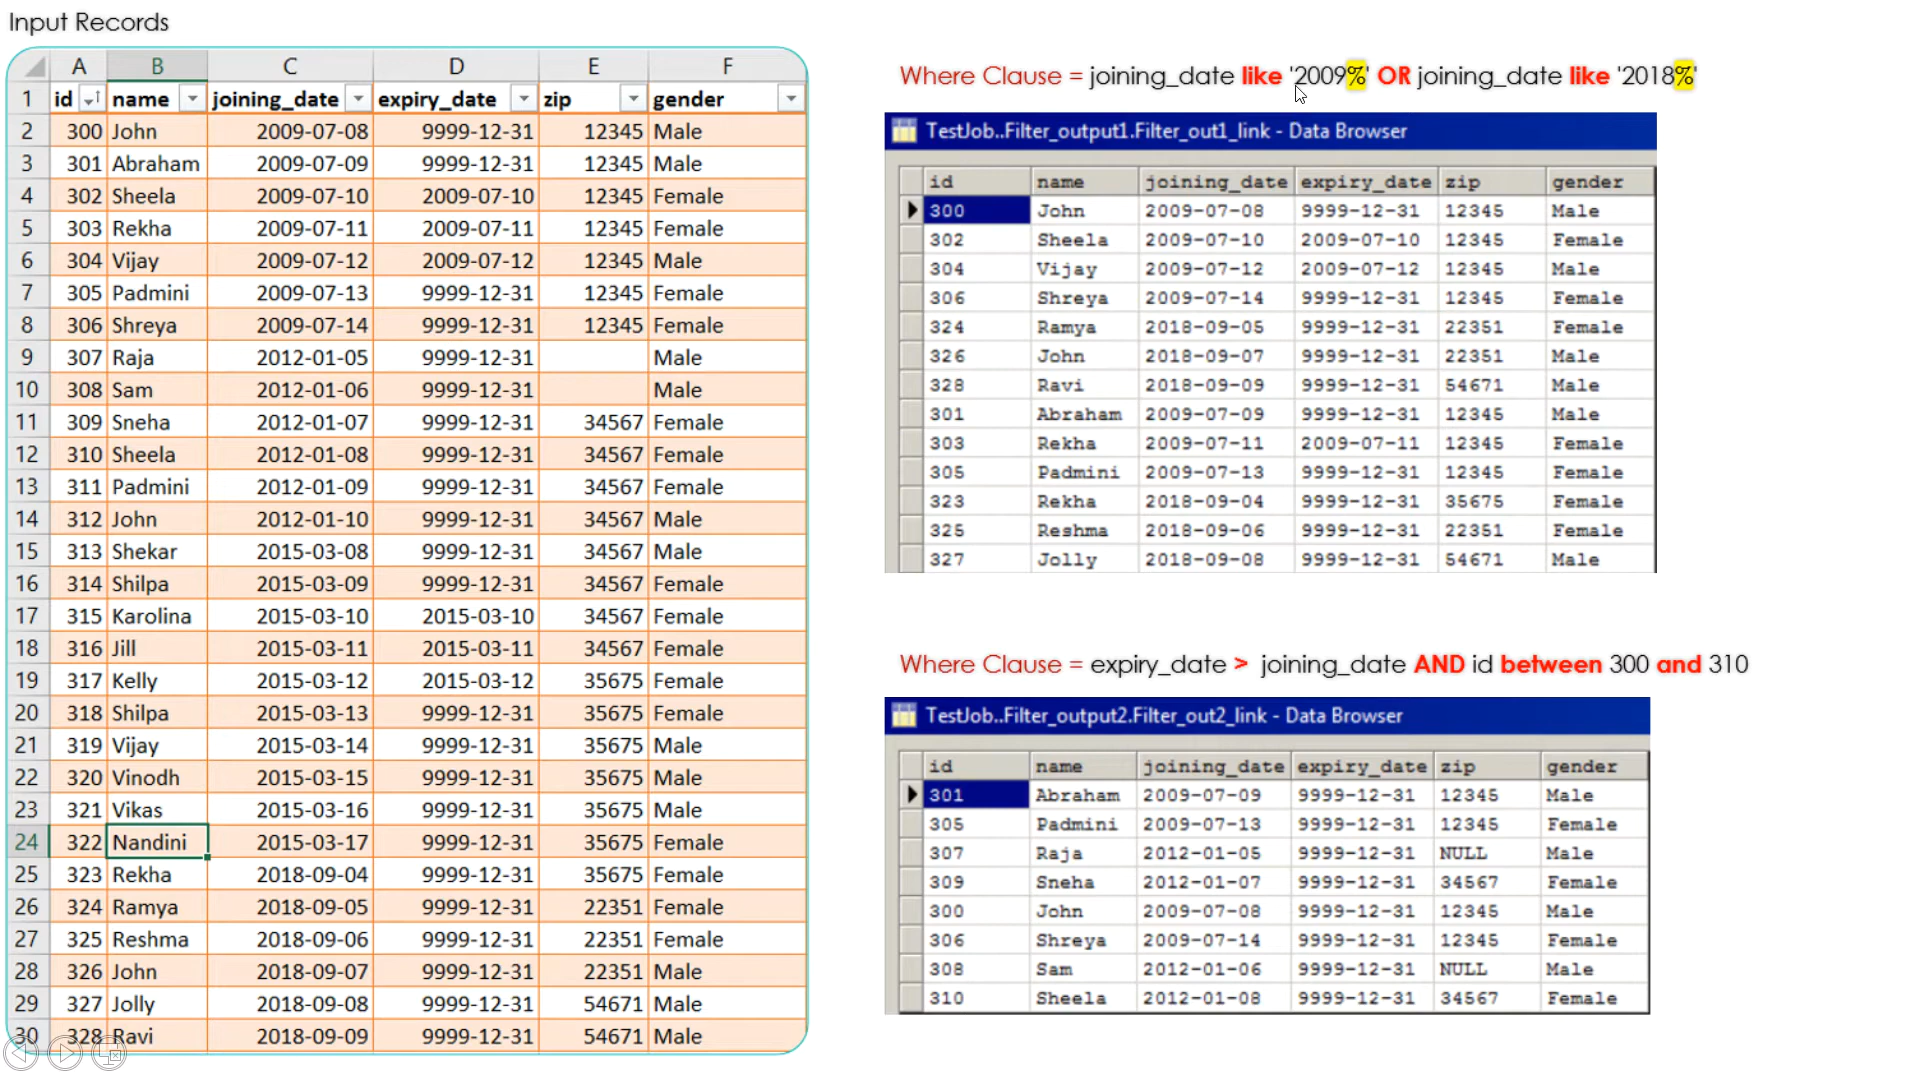 Input Records
A B C D E F
1 id name joining_date expiry_date zip gender
2 300 John 2009-07-08 9999-12-31 12345 Male
3 301 Abraham 2009-07-09 9999-12-31 12345 Male
4 302 Sheela 2009-07-10 2009-07-10 12345 Female
5 303 Rekha 2009-07-11 2009-07-11 12345 Female
6 304 Vijay 2009-07-12 2009-07-12 12345 Male
7 305 Padmini 2009-07-13 9999-12-31 12345 Female
8 306 Shreya 2009-07-14 9999-12-31 12345 Female
9 307 Raja 2012-01-05 9999-12-31 Male
10 308 Sam 2012-01-06 9999-12-31 Male
11 309 Sneha 2012-01-07 9999-12-31 34567 Female
12 310 Sheela 2012-01-08 9999-12-31 34567 Female
13 311 Padmini 2012-01-09 9999-12-31 34567 Female
14 312 John 2012-01-10 9999-12-31 34567 Male
15 313 Shekar 2015-03-08 9999-12-31 34567 Male
16 314 Shilpa 2015-03-09 9999-12-31 34567 Female
17 315 Karolina 2015-03-10 2015-03-10 34567 Female
18 316 Jill 2015-03-11 2015-03-11 34567 Female
19 317 Kelly 2015-03-12 2015-03-12 35675 Female
20 318 Shilpa 2015-03-13 9999-12-31 35675 Female
21 319 Vijay 2015-03-14 9999-12-31 35675 Male
22 320 Vinodh 2015-03-15 9999-12-31 35675 Male
23 321 Vikas 2015-03-16 9999-12-31 35675 Male
24 322 Nandini 2015-03-17 9999-12-31 35675 Female
25 323 Rekha 2018-09-04 9999-12-31 35675 Female
26 324 Ramya 2018-09-05 9999-12-31 22351 Female
27 325 Reshma 2018-09-06 9999-12-31 22351 Female
28 326 John 2018-09-07 9999-12-31 22351 Male
29 327 Jolly 2018-09-08 9999-12-31 54671 Male
30 328 Ravi 2018-09-09 9999-12-31 54671 Male
Where Clause = joining_date like '2009%' OR joining_date like '2018%'
TestJob..Filter_output1.Filter_out1_link - Data Browser
id name joining_date expiry_date zip gender
300 John 2009-07-08 9999-12-31 12345 Male
302 Sheela 2009-07-10 2009-07-10 12345 Female
304 Vijay 2009-07-12 2009-07-12 12345 Male
306 Shreya 2009-07-14 9999-12-31 12345 Female
324 Ramya 2018-09-05 9999-12-31 22351 Female
326 John 2018-09-07 9999-12-31 22351 Male
328 Ravi 2018-09-09 9999-12-31 54671 Male
301 Abraham 2009-07-09 9999-12-31 12345 Male
303 Rekha 2009-07-11 2009-07-11 12345 Female
305 Padmini 2009-07-13 9999-12-31 12345 Female
323 Rekha 2018-09-04 9999-12-31 35675 Female
325 Reshma 2018-09-06 9999-12-31 22351 Female
327 Jolly 2018-09-08 9999-12-31 54671 Male
Where Clause = expiry_date > joining_date AND id between 300 and 310
TestJob..Filter_output2.Filter_out2_link - Data Browser
id name joining_date expiry_date zip gender
301 Abraham 2009-07-09 9999-12-31 12345 Male
305 Padmini 2009-07-13 9999-12-31 12345 Female
307 Raja 2012-01-05 9999-12-31 NULL Male
309 Sneha 2012-01-07 9999-12-31 34567 Female
300 John 2009-07-08 9999-12-31 12345 Male
306 Shreya 2009-07-14 9999-12-31 12345 Female
308 Sam 2012-01-06 9999-12-31 NULL Male
310 Sheela 2012-01-08 9999-12-31 34567 Female